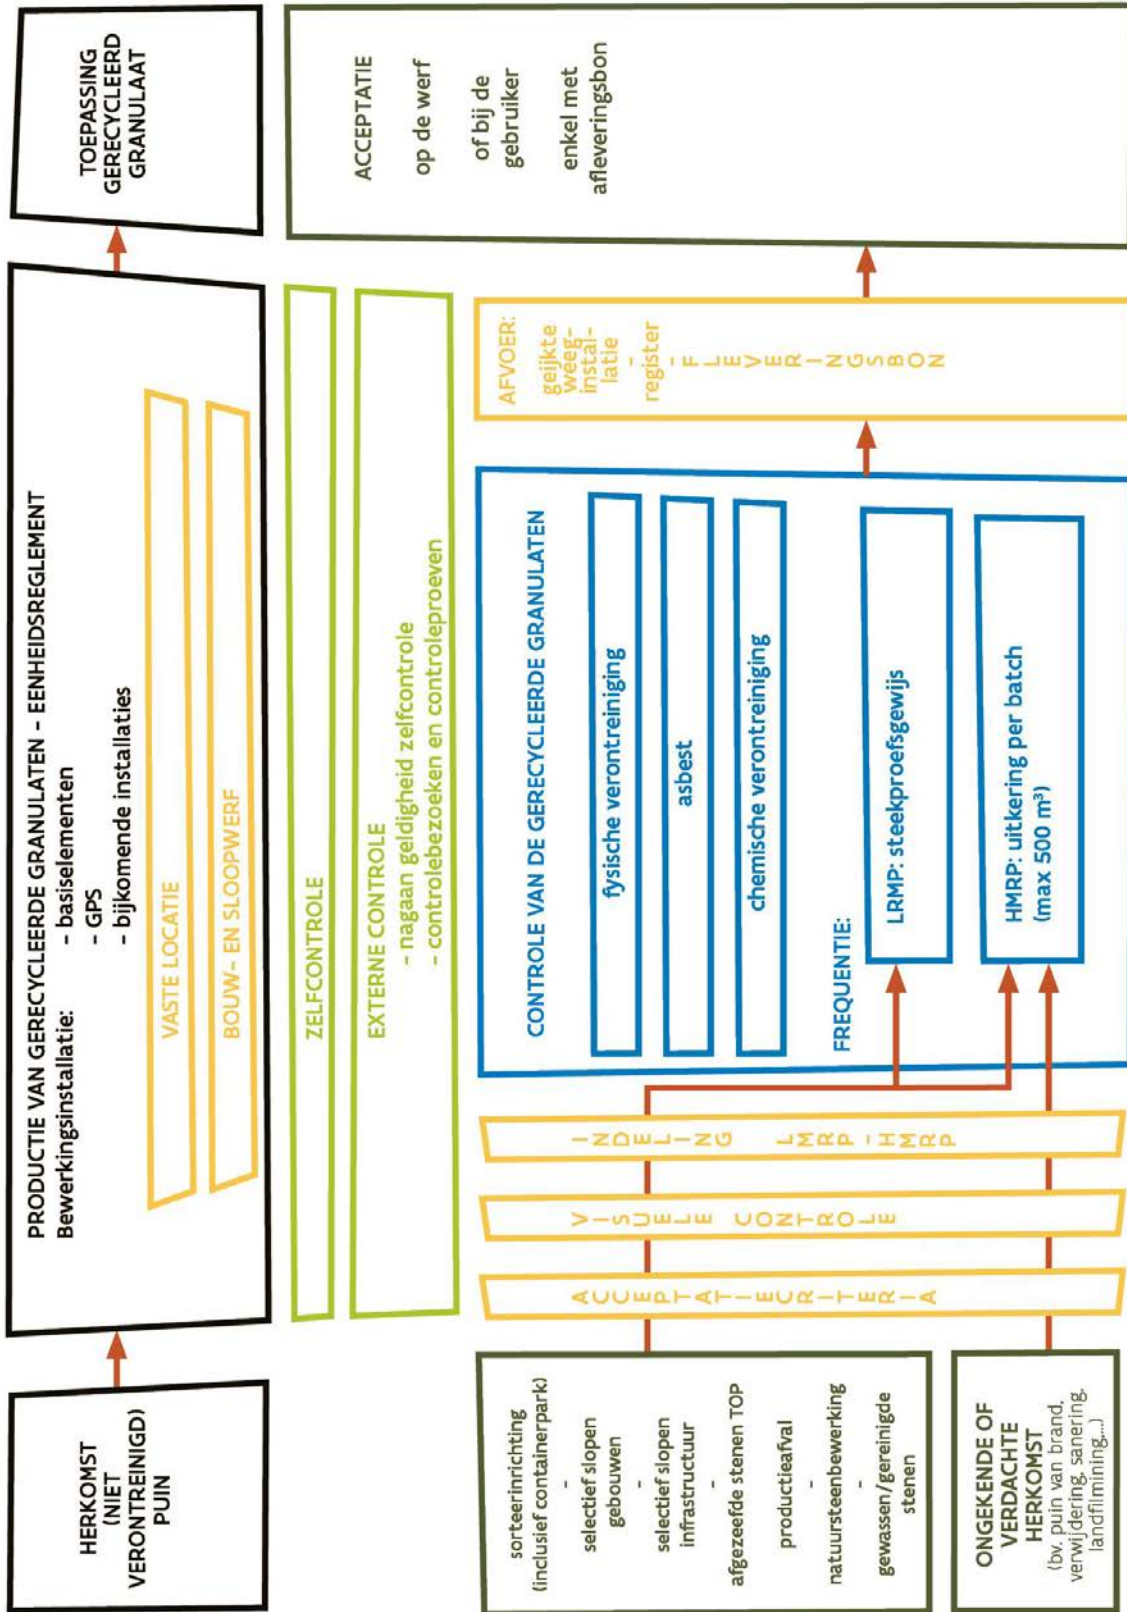 HERKOMST
(NIET
VERONTREINIGD)
PUIN
PRODUCTIE VAN GERECYCLEERDE GRANULATEN - EENHEIDSREGLEMENT
Bewerkingsinstallatie:
- basiselementen
- GPS
- bijkomende installaties
VASTE LOCATIE
BOUW- EN SLOOPWERF
TOEPASSING
GERECYCLEERD
GRANULAAT
ZELFCONTROLE
EXTERNE CONTROLE
- nagaan geldigheid zelfcontrole
- controlebezoeken en controleproeven
sorteerinrichting
(inclusief containerpark)
-
selectief slopen
gebouwen
-
selectief slopen
infrastructuur
-
afgezeefde stenen TOP
-
productieafval
-
natuursteenbewerking
-
gewassen/gereinigde
stenen
ONGEKENDE OF
VERDACHTE
HERKOMST
(bv. puin van brand,
verwijdering, sanering,
landfilmining,...)
ACCEPTATIECRITERIA
VISUELE CONTROLE
INDELING LMRP-HMRP
CONTROLE VAN DE GERECYCLEERDE GRANULATEN
fysische verontreiniging
asbest
chemische verontreiniging
FREQUENTIE:
LRMP: steekproefsgewijs
HMRP: uitkering per batch
(max 500 m³)
AFVOER:
geijkte
weeg-
instal-
latie
-
register
-
FLEVERINGSBON
ACCEPTATIE
op de werf
of bij de
gebruiker
enkel met
afleveringsbon